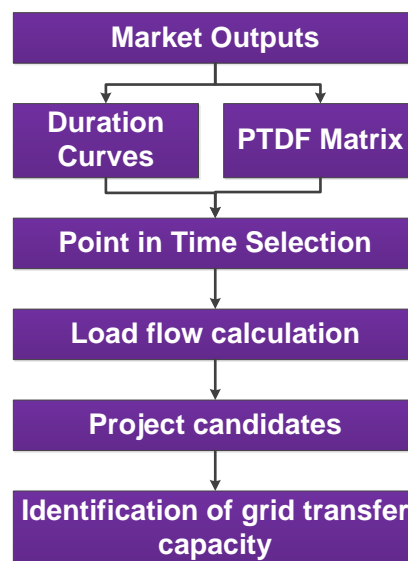 Market Outputs
Duration
Curves
PTDF Matrix
Point in Time Selection
Load flow calculation
Project candidates
Identification of grid transfer
capacity